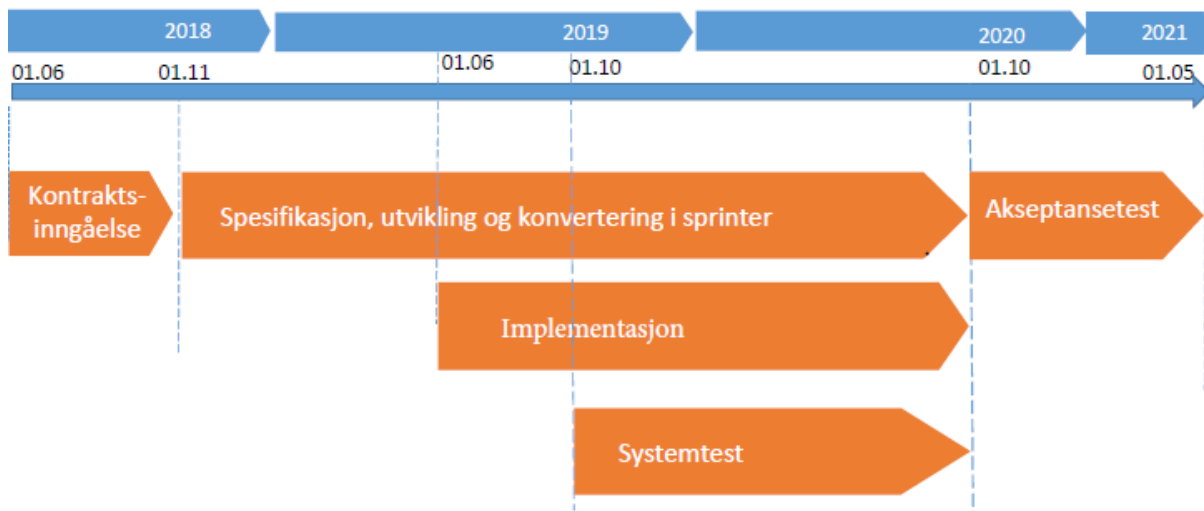 2018
2019
2020
2021
01.06
01.11
01.06
01.10
01.10
01.05
Kontrakts-
inngåelse
Spesifikasjon, utvikling og konvertering i sprinter
Akseptansetest
Implementasjon
Systemtest